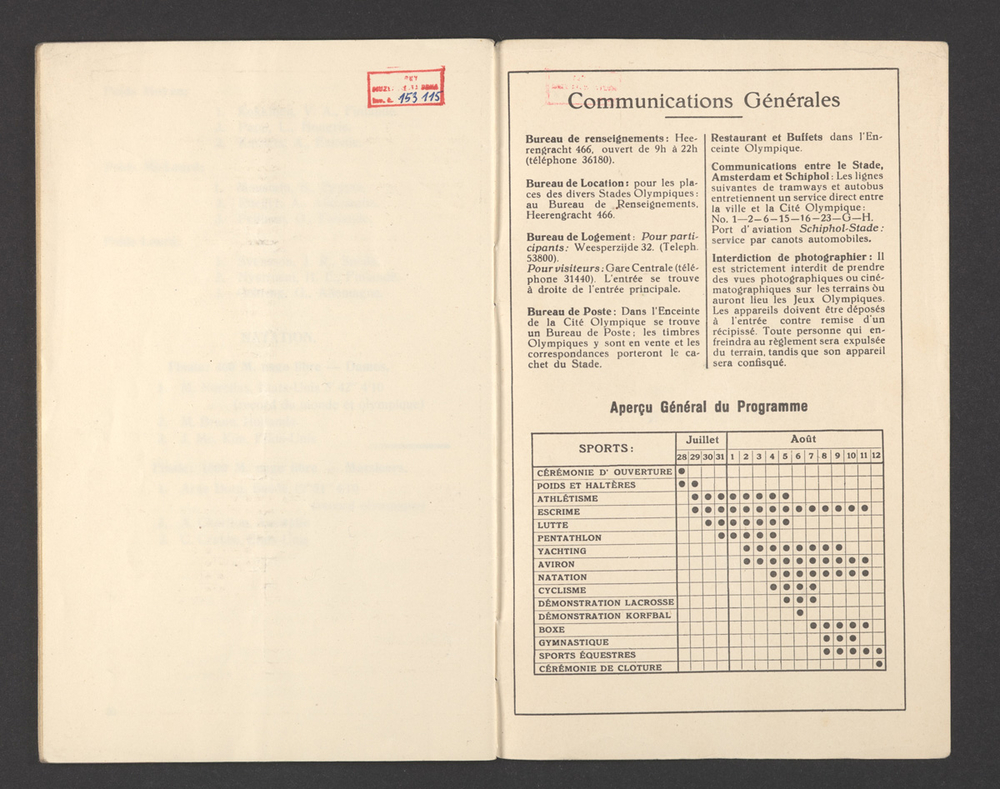 153 115
Communications Générales
Bureau de renseignements: Hee-
rengracht 466, ouvert de 9h à 22h
(téléphone 36180).
Bureau de Location: pour les pla-
ces des divers Stades Olympiques:
au Bureau de Renseignements,
Heerengracht 466.
Bureau de Logement: Pour parti-
cipants: Weesperzijde 32. (Teleph.
53800).
Pour visiteurs: Gare Centrale (télé-
phone 31440). L'entrée se trouve
à droite de l'entrée principale.
Bureau de Poste: Dans l'Enceinte
de la Cité Olympique se trouve
un Bureau de Poste; les timbres
Olympiques y sont en vente et les
correspondances porteront le ca-
chet du Stade.
Restaurant et Buffets dans l'En-
ceinte Olympique.
Communications entre le Stade,
Amsterdam et Schiphol: Les lignes
suivantes de tramways et autobus
entretiennent un service direct entre
la ville et la Cité Olympique:
No. 1—2—6—15—16—23—G—H.
Port d'aviation Schiphol-Stade:
service par canots automobiles.
Interdiction de photographier: Il
est strictement interdit de prendre
des vues photographiques ou ciné-
matographiques sur les terrains òu
auront lieu les Jeux Olympiques.
Les appareils doivent être déposés
à l'entrée contre remise d'un
récipissé. Toute personne qui en-
freindra au règlement sera expulsée
du terrain, tandis que son appareil
sera confisqué.
Aperçu Général du Programme
SPORTS: Juillet Août
28 29 30 31 1 2 3 4 5 6 7 8 9 10 11 12
CÉRÉMONIE D' OUVERTURE
POIDS ET HALTÈRES
ATHLÉTISME
ESCRIME
LUTTE
PENTATHLON
YACHTING
AVIRON
NATATION
CYCLISME
DÉMONSTRATION LACROSSE
DÉMONSTRATION KORFBAL
BOXE
GYMNASTIQUE
SPORTS ÉQUESTRES
CÉRÉMONIE DE CLOTURE